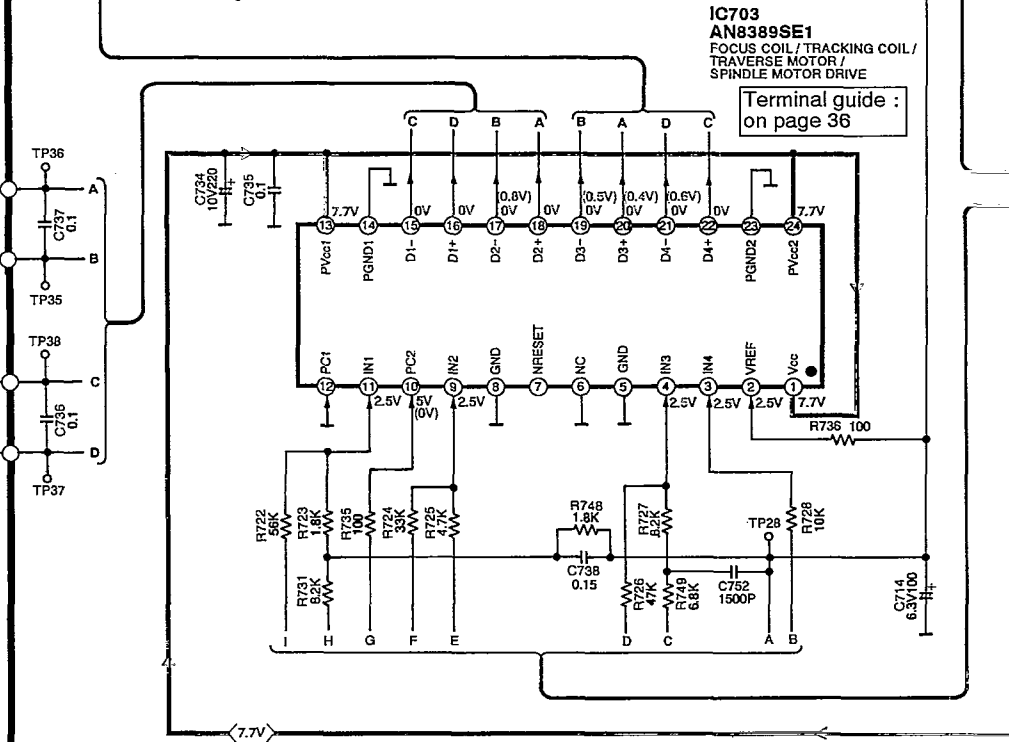 IC703
AN8389SE1
FOCUS COIL / TRACKING COIL /
TRAVERSE MOTOR /
SPINDLE MOTOR DRIVE
Terminal guide :
on page 36
C D B A B A D C
TP36
A
C737
0.1
B
TP35
TP38
C
C736
0.1
D
TP37
C734
10V220
C735
0.1
(0.8V) (0.5V) (0.4V) (0.6V)
7.7V 0V 0V 0V 0V 0V 0V 0V 0V 7.7V
13 14 15 16 17 18 19 20 21 22 23 24
PVcc1 PGND1 D1- D1+ D2- D2+ D3- D3+ D4- D4+ PGND2 PVcc2
PC1 IN1 PC2 IN2 GND NRESET NC GND IN3 IN4 VREF Vcc
12 11 10 9 8 7 6 5 4 3 2 1
2.5V 5V 2.5V 2.5V 2.5V 2.5V 7.7V
(0V)
R736 100
R722
56K
R723
1.8K
R735
100
R724
33K
R725
4.7K
R748
1.8K
R727
8.2K
TP28
R728
10K
C738
0.15
C752
1500P
R731
8.2K
R726
47K
R749
6.8K
C714
6.3V100
I H G F E D C A B
7.7V